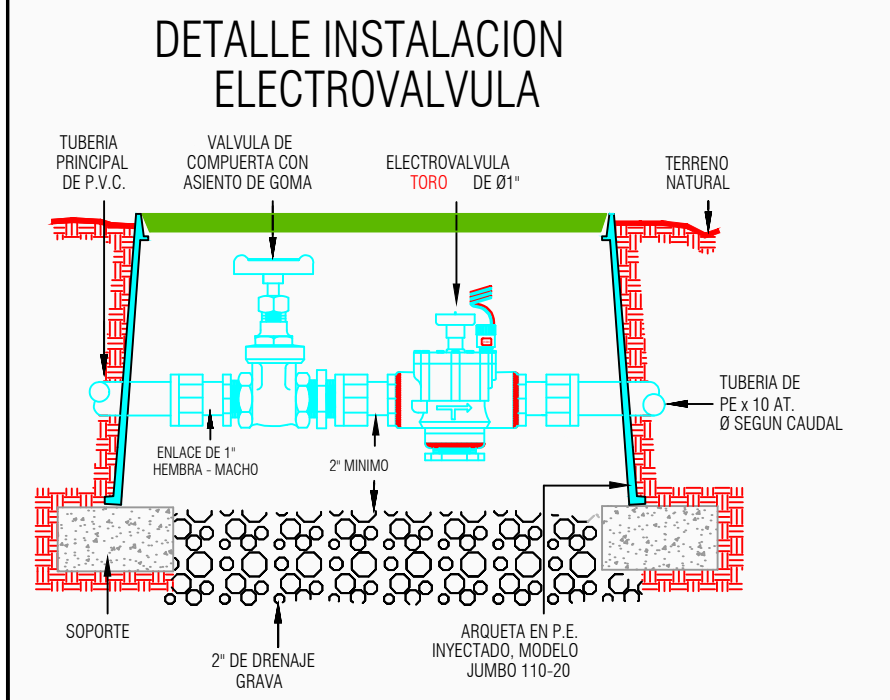 DETALLE INSTALACION
ELECTROVALVULA
TUBERIA
PRINCIPAL
DE P.V.C.
VALVULA DE
COMPUERTA CON
ASIENTO DE GOMA
ELECTROVALVULA
TORO DE Ø1"
TERRENO
NATURAL
TUBERIA DE
PE x 10 AT.
Ø SEGUN CAUDAL
ENLACE DE 1"
HEMBRA - MACHO
2" MINIMO
SOPORTE
2" DE DRENAJE
GRAVA
ARQUETA EN P.E.
INYECTADO, MODELO
JUMBO 110-20